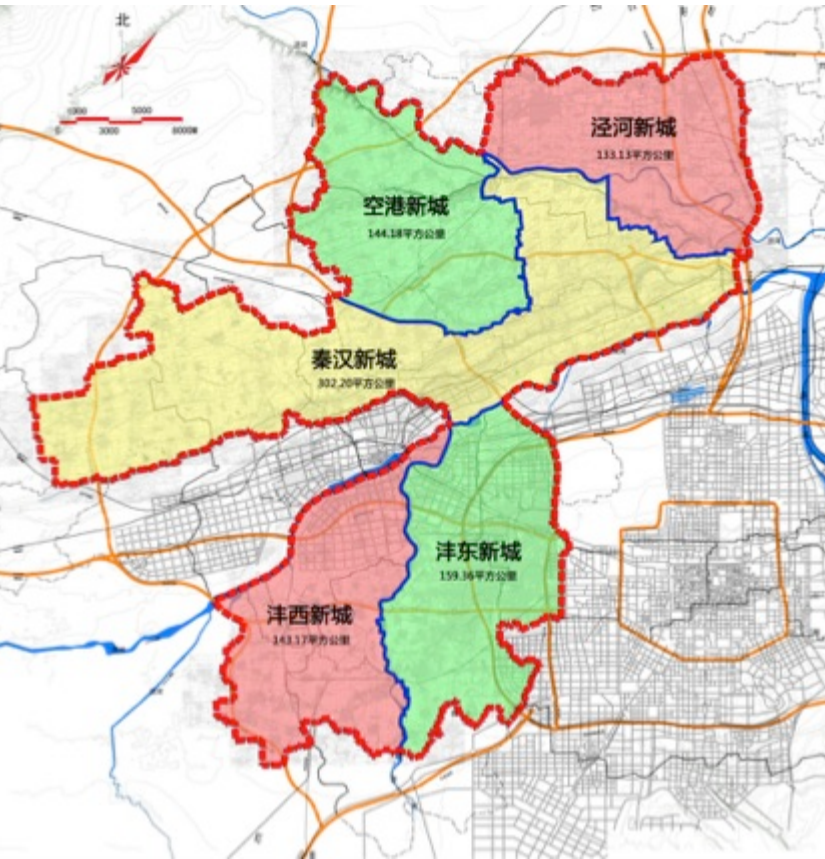 北
1000 5000
0 3000 8000M
泾河新城
133.13平方公里
空港新城
144.18平方公里
秦汉新城
302.20平方公里
沣东新城
159.36平方公里
沣西新城
143.17平方公里